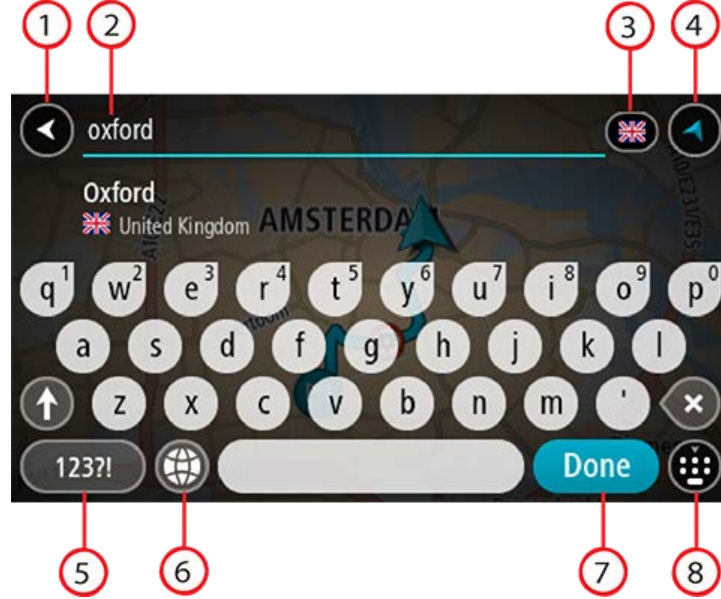 1 2 3 4
oxford
Oxford
United Kingdom
AMSTERDA
q1 w2 e3 r4 t5 y6 u7 i8 o9 p0
a s d f g h j k l
z x c v b n m '
123?! Done
5 6 7 8